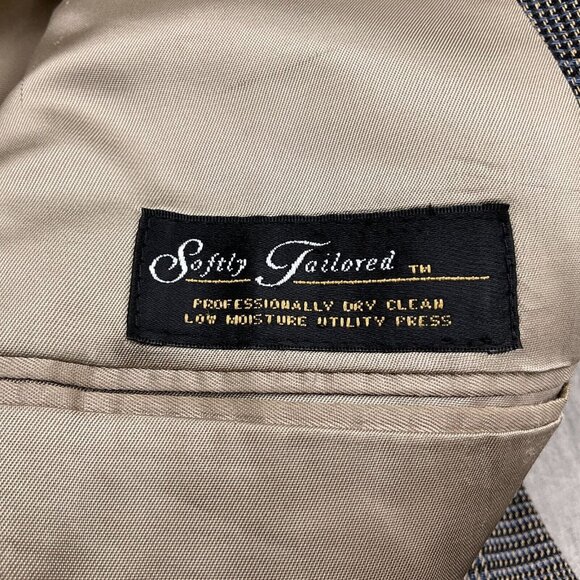 Softly Tailored TM
PROFESSIONALLY DRY CLEAN
LOW MOISTURE UTILITY PRESS